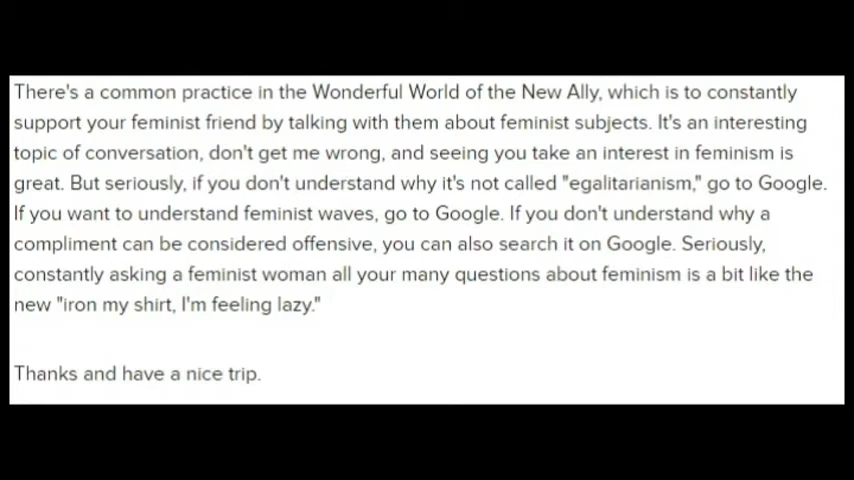 There's a common practice in the Wonderful World of the New Ally, which is to constantly
support your feminist friend by talking with them about feminist subjects. It's an interesting
topic of conversation, don't get me wrong, and seeing you take an interest in feminism is
great. But seriously, if you don't understand why it's not called "egalitarianism," go to Google.
If you want to understand feminist waves, go to Google. If you don't understand why a
compliment can be considered offensive, you can also search it on Google. Seriously,
constantly asking a feminist woman all your many questions about feminism is a bit like the
new "iron my shirt, I'm feeling lazy."
Thanks and have a nice trip.